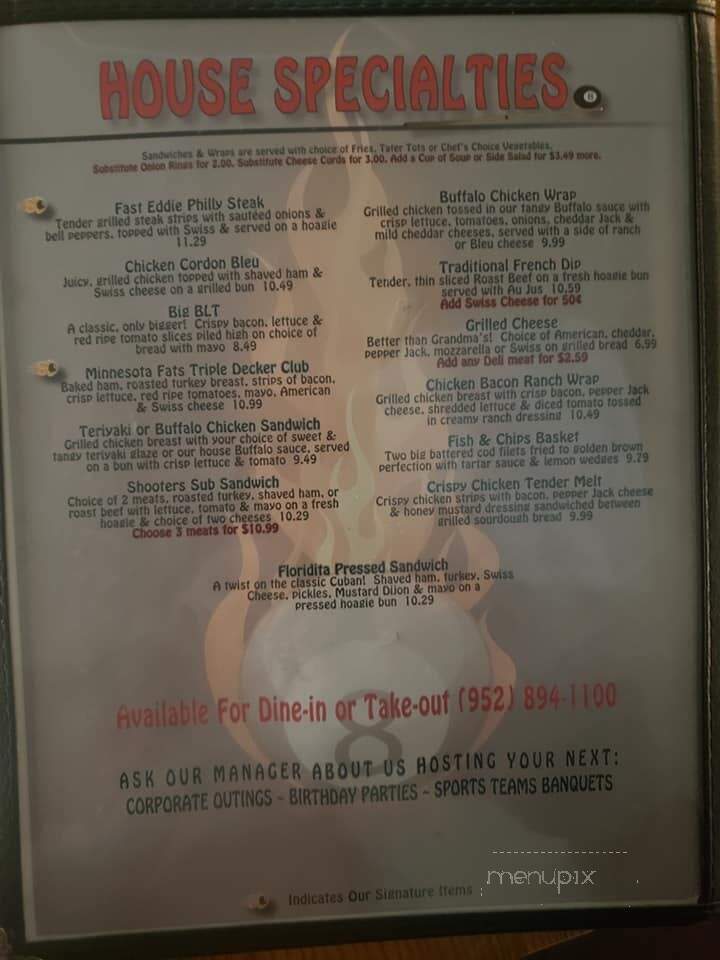 HOUSE SPECIALTIES
8
Sandwiches & Wraps are served with choice of Fries, Tater Tots or Chef's Choice Vegetables.
Substitute Onion Rings for 2.00. Substitute Cheese Curds for 3.00. Add a Cup of Soup or Side Salad for $3.49 more.
Fast Eddie Philly Steak
Tender grilled steak strips with sautéed onions &
bell peppers, topped with Swiss & served on a hoagie
11.29
Chicken Cordon Bleu
Juicy, grilled chicken topped with shaved ham &
Swiss cheese on a grilled bun 10.49
Big BLT
A classic, only bigger! Crispy bacon, lettuce &
red ripe tomato slices piled high on choice of
bread with mayo 8.49
Minnesota Fats Triple Decker Club
Baked ham, roasted turkey breast, strips of bacon,
crisp lettuce, red ripe tomatoes, mayo, American
& Swiss cheese 10.99
Teriyaki or Buffalo Chicken Sandwich
Grilled chicken breast with your choice of sweet &
tangy teriyaki glaze or our house Buffalo sauce, served
on a bun with crisp lettuce & tomato 9.49
Shooters Sub Sandwich
Choice of 2 meats, roasted turkey, shaved ham, or
roast beef with lettuce, tomato & mayo on a fresh
hoagie & choice of two cheeses 10.29
Choose 3 meats for $10.99
Buffalo Chicken Wrap
Grilled chicken tossed in our tangy Buffalo sauce with
crisp lettuce, tomatoes, onions, cheddar Jack &
mild cheddar cheeses, served with a side of ranch
or Bleu cheese 9.99
Traditional French Dip
Tender, thin sliced Roast Beef on a fresh hoagie bun
served with Au Jus 10.59
Add Swiss Cheese for 50¢
Grilled Cheese
Better than Grandma's! Choice of American, cheddar,
pepper Jack, mozzarella or Swiss on grilled bread 6.99
Add any Deli meat for $2.59
Chicken Bacon Ranch Wrap
Grilled chicken breast with crisp bacon, pepper Jack
cheese, shredded lettuce & diced tomato tossed
in creamy ranch dressing 10.49
Fish & Chips Basket
Two big battered cod filets fried to golden brown
perfection with tartar sauce & lemon wedges 9.79
Crispy Chicken Tender Melt
Crispy chicken strips with bacon, pepper Jack cheese
& honey mustard dressing sandwiched between
grilled sourdough bread 9.99
Floridita Pressed Sandwich
A twist on the classic Cuban! Shaved ham, turkey, Swiss
Cheese, pickles, Mustard Dijon & mayo on a
pressed hoagie bun 10.29
Available For Dine-in or Take-out (952) 894-1100
8
ASK OUR MANAGER ABOUT US HOSTING YOUR NEXT:
CORPORATE OUTINGS ~ BIRTHDAY PARTIES ~ SPORTS TEAMS BANQUETS
menupix
Indicates Our Signature Items